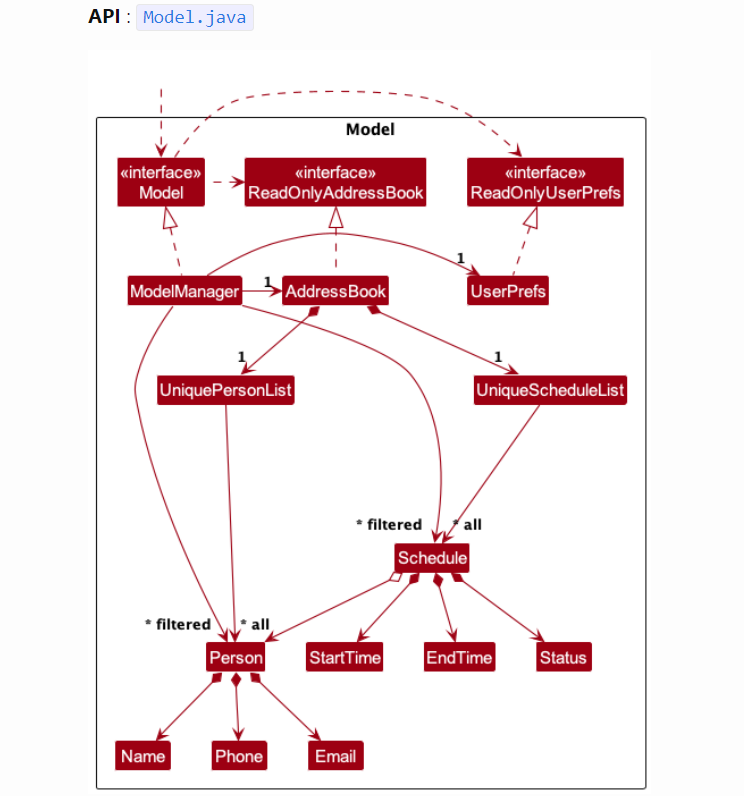 API : Model.java
Model
«interface»
Model
«interface»
ReadOnlyAddressBook
«interface»
ReadOnlyUserPrefs
1
ModelManager
1
AddressBook
UserPrefs
1
1
UniquePersonList
UniqueScheduleList
* filtered
* all
Schedule
* filtered
* all
Person
StartTime
EndTime
Status
Name
Phone
Email